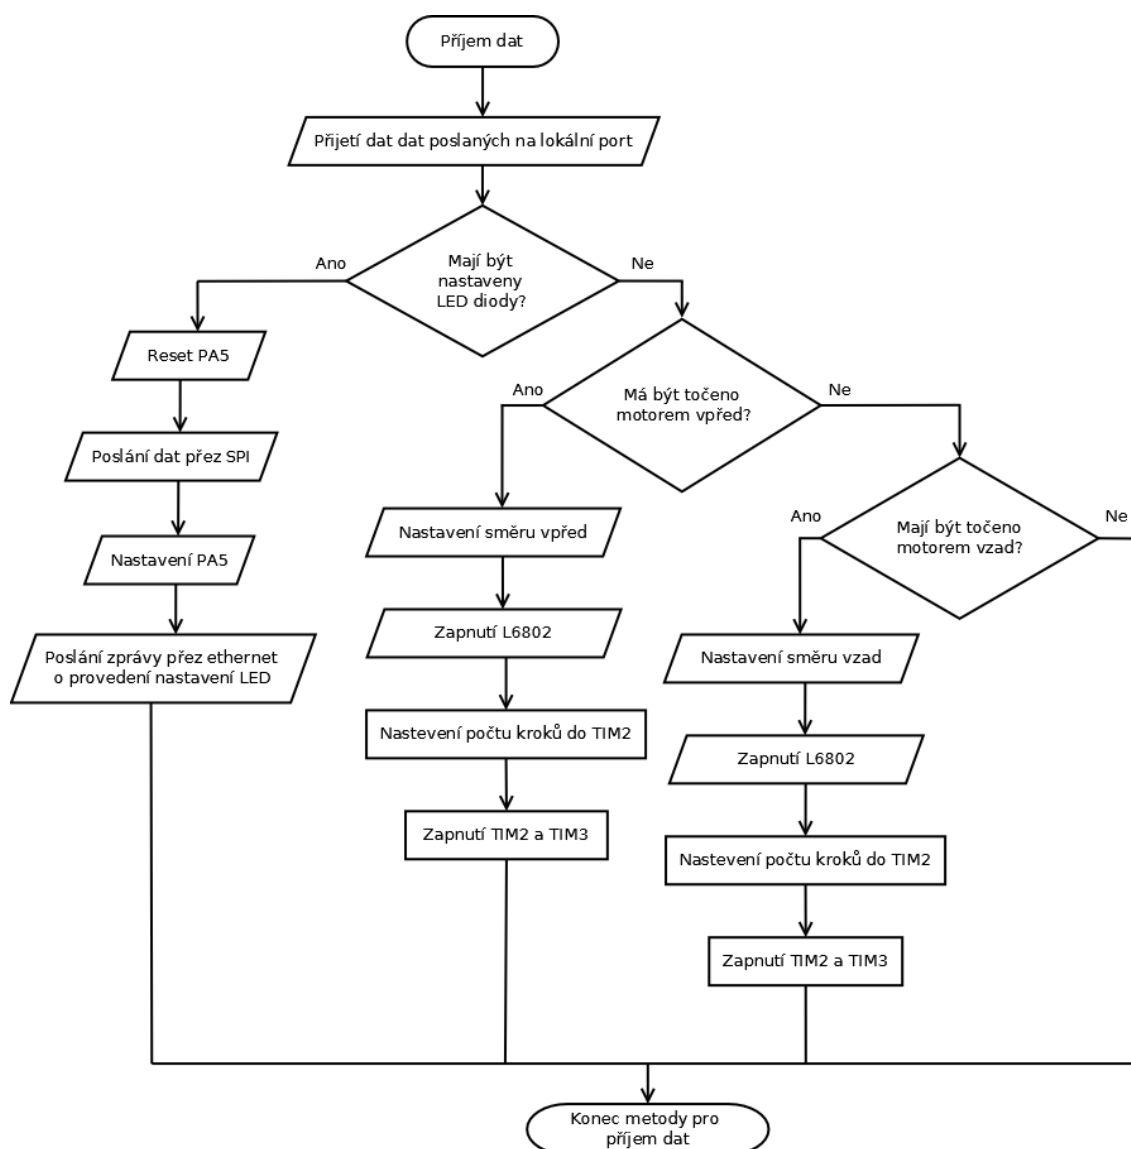 Příjem dat
Přijetí dat dat poslaných na lokální port
Mají být
nastaveny
LED diody?
Ano
Ne
Reset PA5
Poslání dat přez SPI
Nastavení PA5
Poslání zprávy přez ethernet
o provedení nastavení LED
Má být točeno
motorem vpřed?
Ano
Ne
Nastavení směru vpřed
Zapnutí L6802
Nastevení počtu kroků do TIM2
Zapnutí TIM2 a TIM3
Mají být točeno
motorem vzad?
Ano
Ne
Nastavení směru vzad
Zapnutí L6802
Nastevení počtu kroků do TIM2
Zapnutí TIM2 a TIM3
Konec metody pro
příjem dat